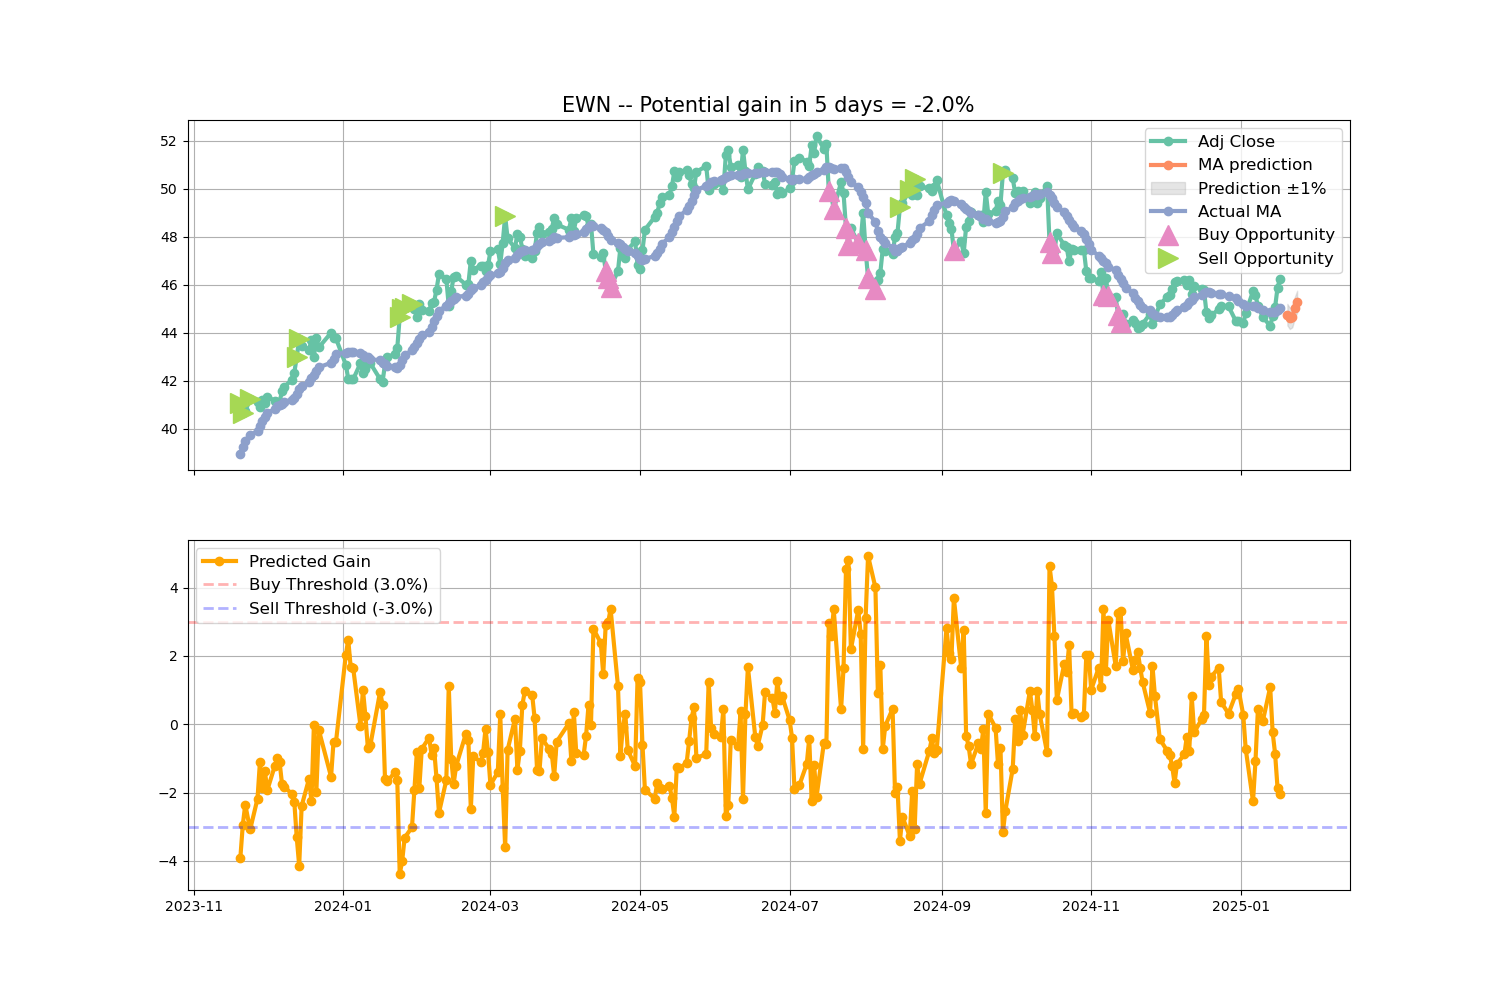 EWN -- Potential gain in 5 days = -2.0%
52
50
48
46
44
42
40
Adj Close
MA prediction
Prediction ±1%
Actual MA
Buy Opportunity
Sell Opportunity
4
2
0
−2
−4
Predicted Gain
Buy Threshold (3.0%)
Sell Threshold (-3.0%)
2023-11 2024-01 2024-03 2024-05 2024-07 2024-09 2024-11 2025-01